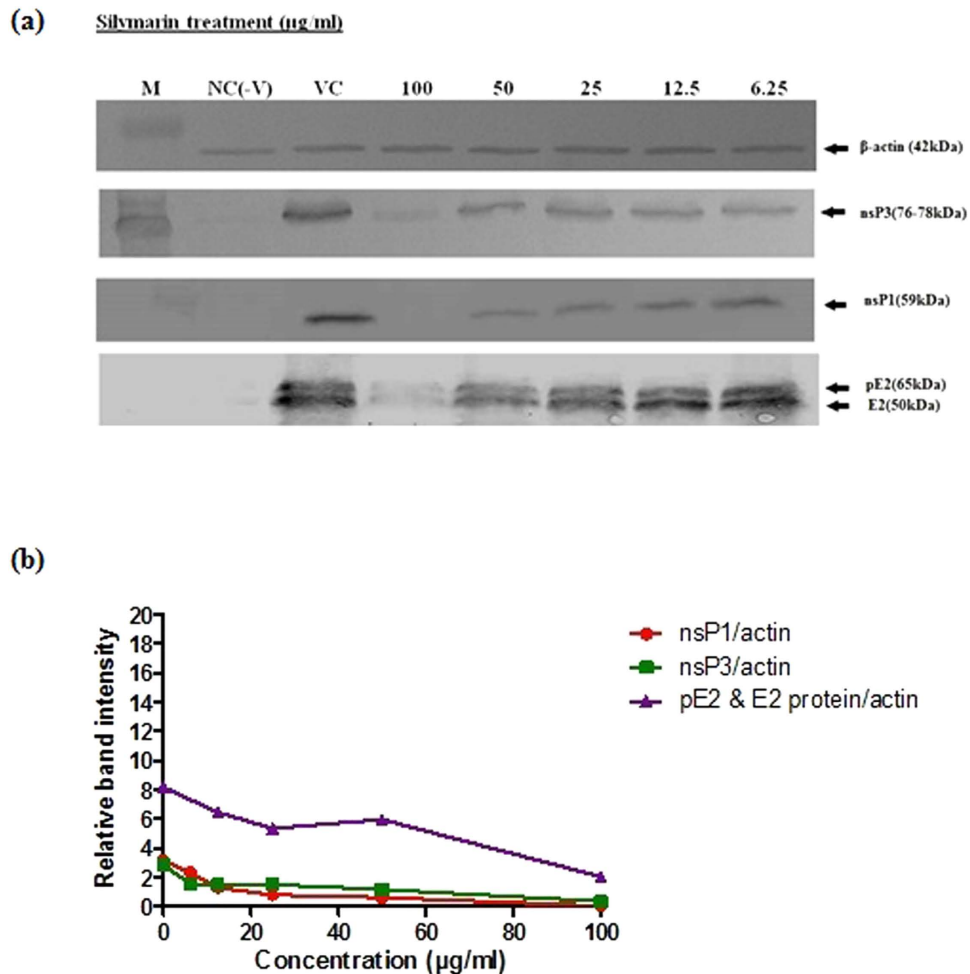 (a)
Silymarin treatment (µg/ml)
M NC(-V) VC 100 50 25 12.5 6.25
β-actin (42kDa)
nsP3(76-78kDa)
nsP1(59kDa)
pE2(65kDa)
E2(50kDa)
(b)
Relative band intensity
20
18
16
14
12
10
8
6
4
2
0
0 20 40 60 80 100
Concentration (µg/ml)
nsP1/actin
nsP3/actin
pE2 & E2 protein/actin